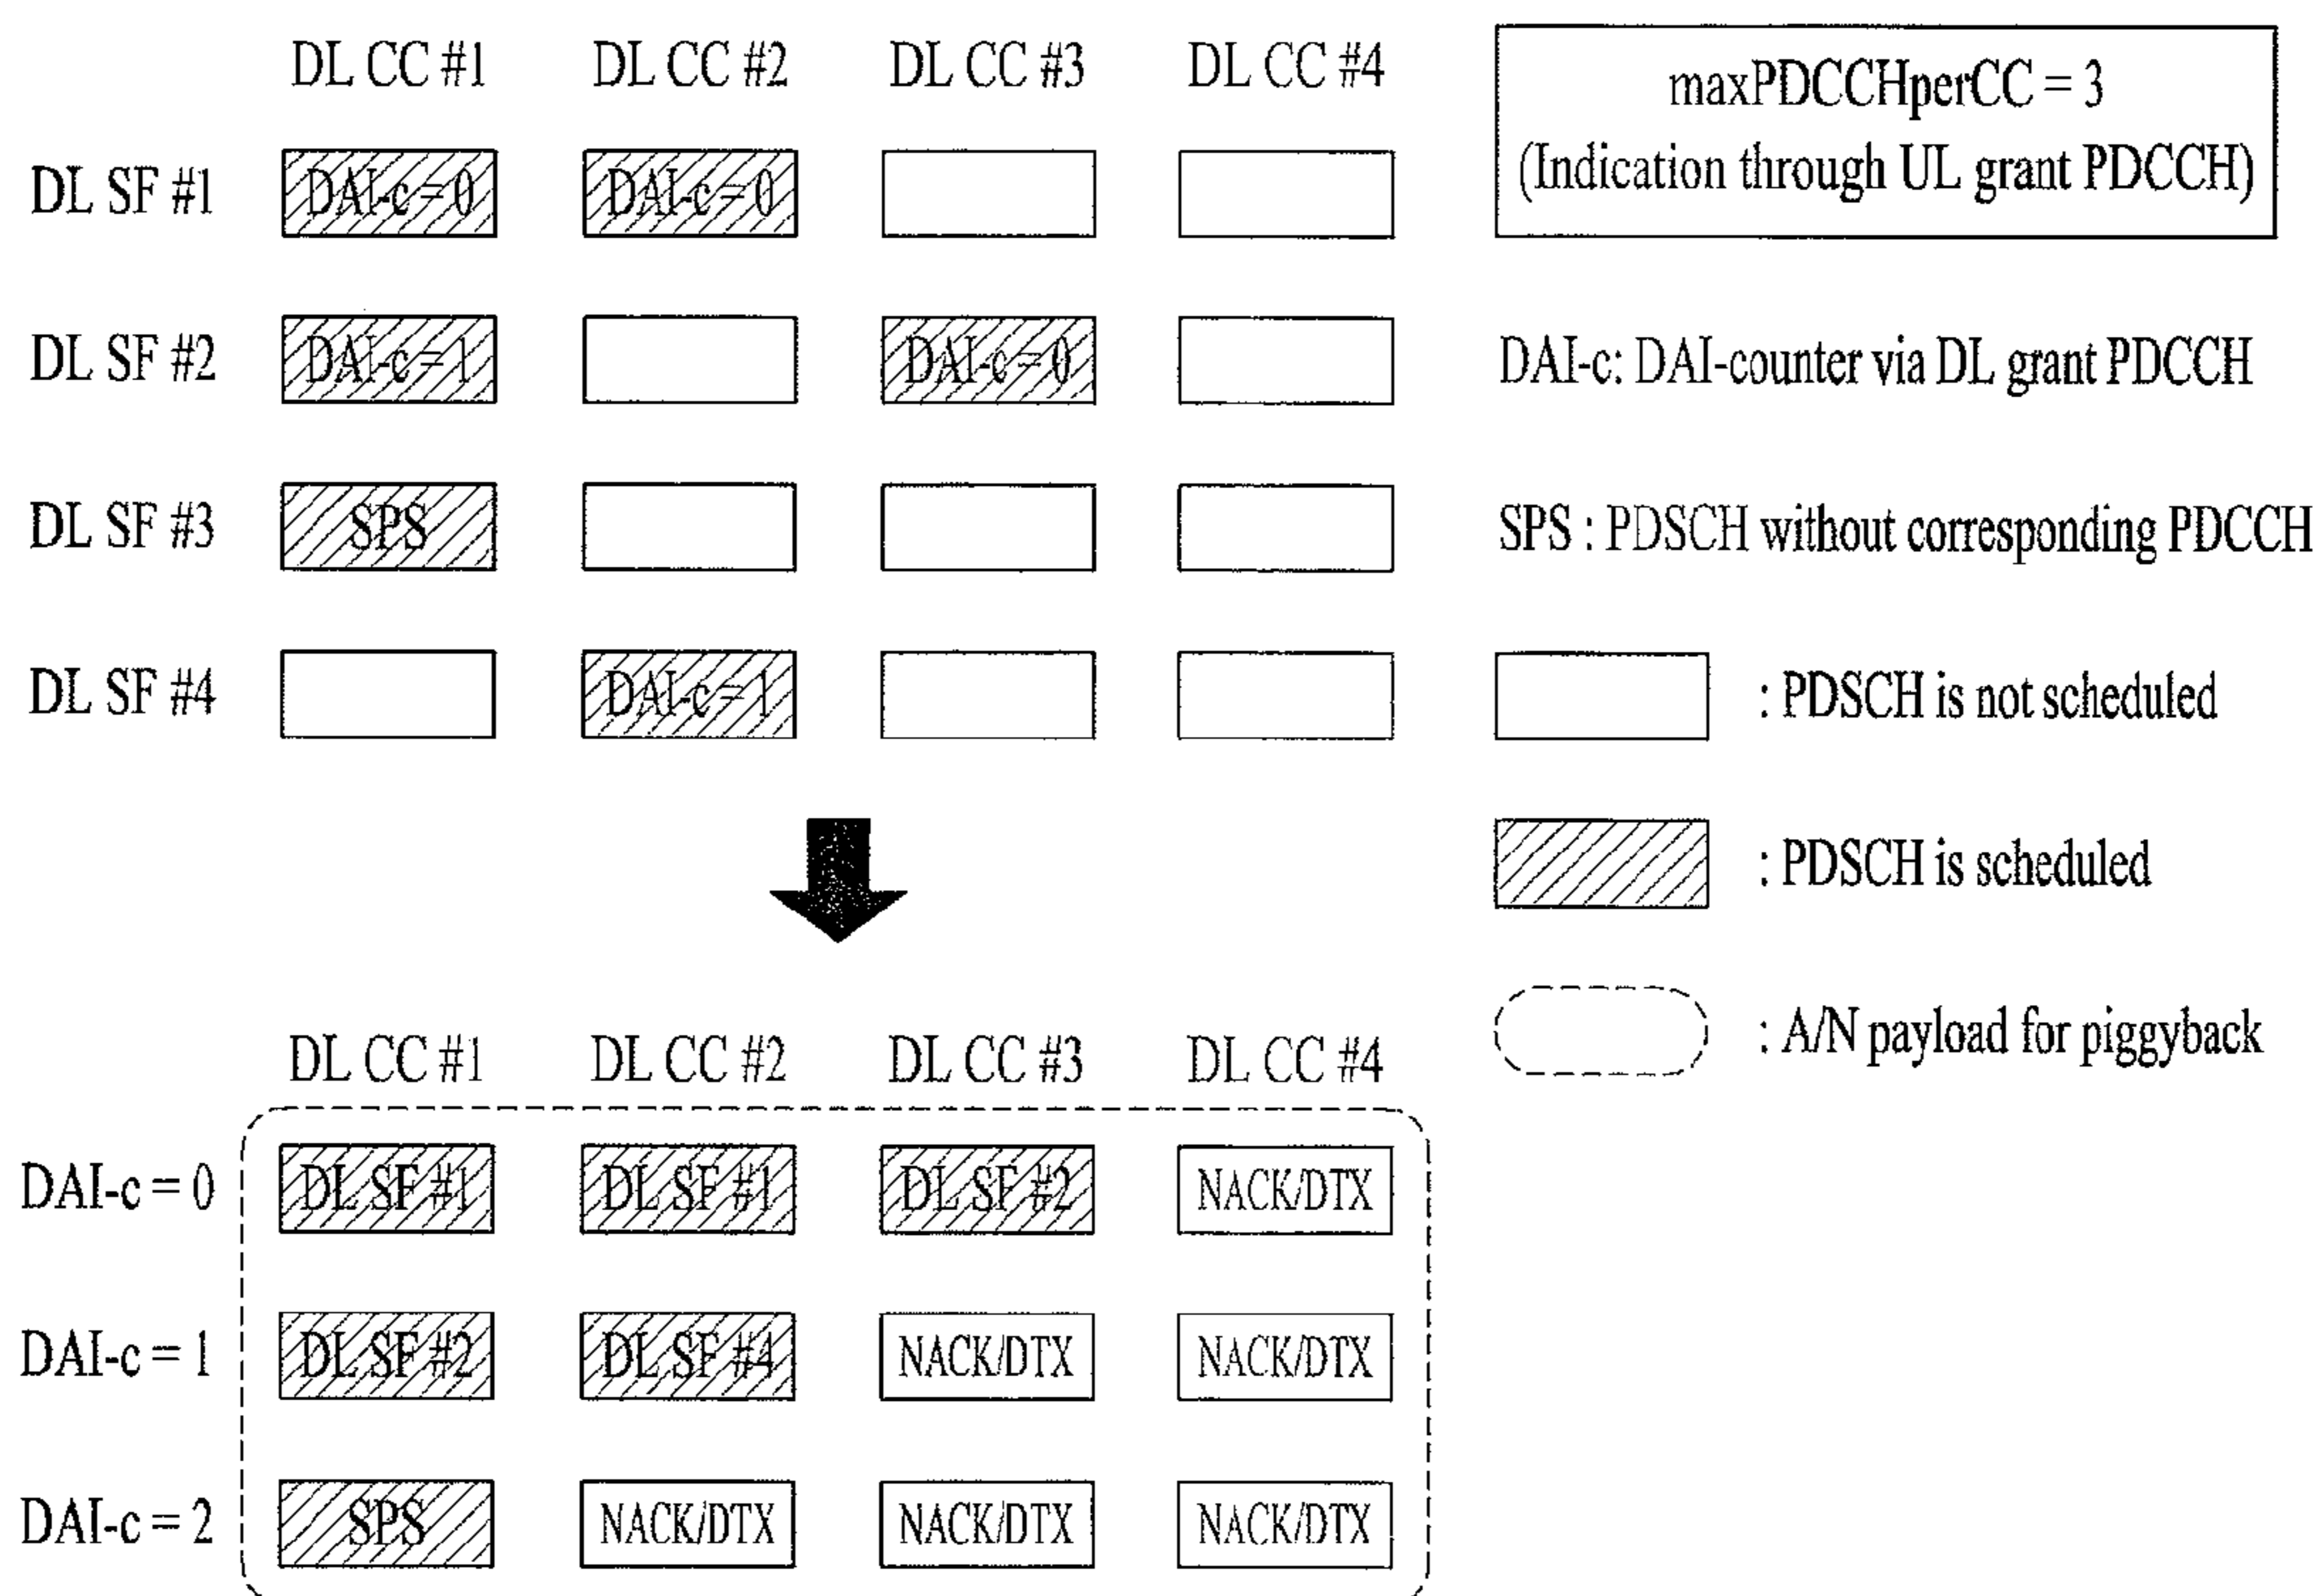 DL CC #1 DL CC #2 DL CC #3 DL CC #4
maxPDCCHperCC = 3
(Indication through UL grant PDCCH)
DL SF #1 DAI-c = 0 DAI-c = 0
DL SF #2 DAI-c = 1 DAI-c = 0
DAI-c: DAI-counter via DL grant PDCCH
DL SF #3 SPS
SPS : PDSCH without corresponding PDCCH
DL SF #4 DAI-c = 1
: PDSCH is not scheduled
: PDSCH is scheduled
: A/N payload for piggyback
DL CC #1 DL CC #2 DL CC #3 DL CC #4
DAI-c = 0 DL SF #1 DL SF #1 DL SF #2 NACK/DTX
DAI-c = 1 DL SF #2 DL SF #4 NACK/DTX NACK/DTX
DAI-c = 2 SPS NACK/DTX NACK/DTX NACK/DTX